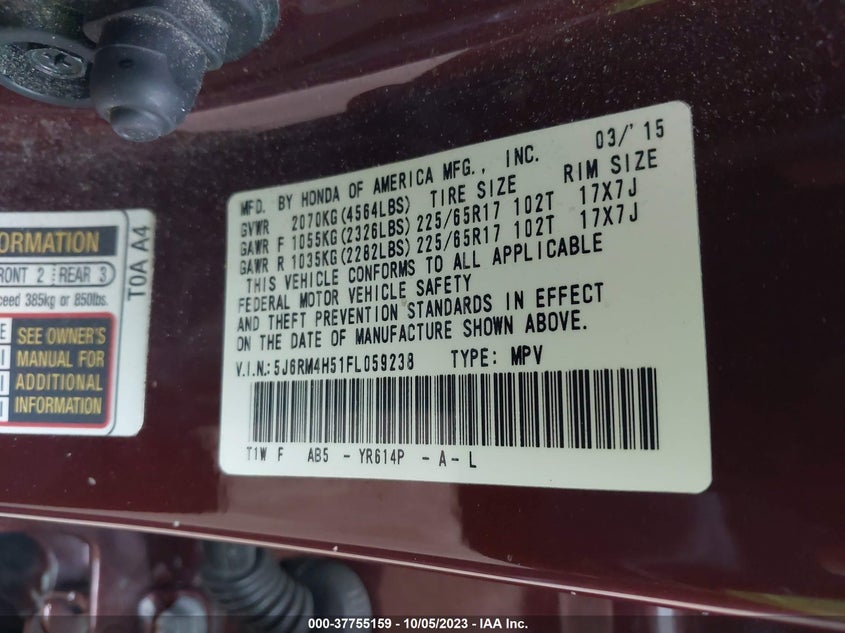 MFD. BY HONDA OF AMERICA MFG., INC. 03/'15
GVWR 2070KG(4564LBS) TIRE SIZE RIM SIZE
GAWR F 1055KG(2326LBS) 225/65R17 102T 17X7J
GAWR R 1035KG(2282LBS) 225/65R17 102T 17X7J
THIS VEHICLE CONFORMS TO ALL APPLICABLE
FEDERAL MOTOR VEHICLE SAFETY
AND THEFT PREVENTION STANDARDS IN EFFECT
ON THE DATE OF MANUFACTURE SHOWN ABOVE.
V.I.N.: 5J6RM4H51FL059238 TYPE: MPV
T1W F AB5 - YR614P - A - L
FRONT 2 REAR 3
385kg or 850lbs.
SEE OWNER'S
MANUAL FOR
ADDITIONAL
INFORMATION
T0A A4
000-37755159 - 10/05/2023 - IAA Inc.